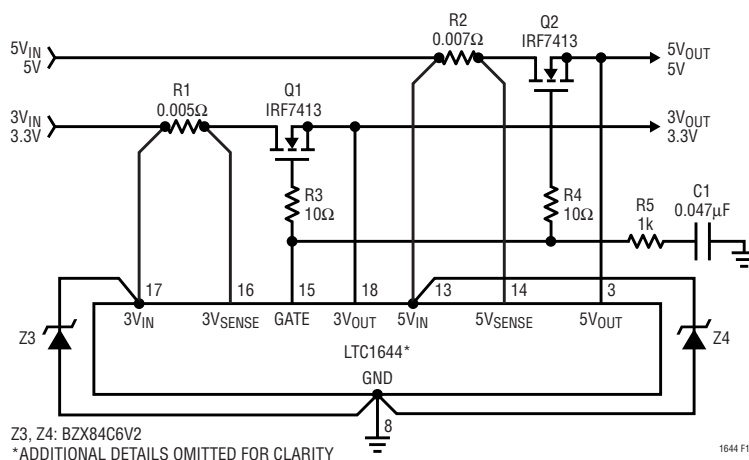 R2
0.007Ω
Q2
IRF7413
5VIN
5V
5VOUT
5V
R1
0.005Ω
Q1
IRF7413
3VIN
3.3V
3VOUT
3.3V
R3
10Ω
R4
10Ω
R5
1k
C1
0.047µF
17
16
15
18
13
14
3
3VIN
3VSENSE
GATE
3VOUT
5VIN
5VSENSE
5VOUT
Z3
LTC1644*
Z4
GND
8
Z3, Z4: BZX84C6V2
*ADDITIONAL DETAILS OMITTED FOR CLARITY
1644 F1